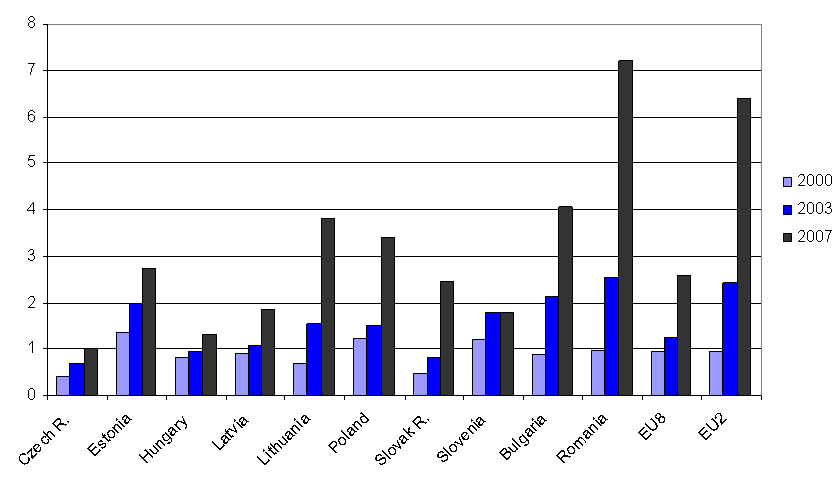 8
7
6
5
4
3
2
1
0
2000
2003
2007
Czech R.
Estonia
Hungary
Latvia
Lithuania
Poland
Slovak R.
Slovenia
Bulgaria
Romania
EU8
EU2